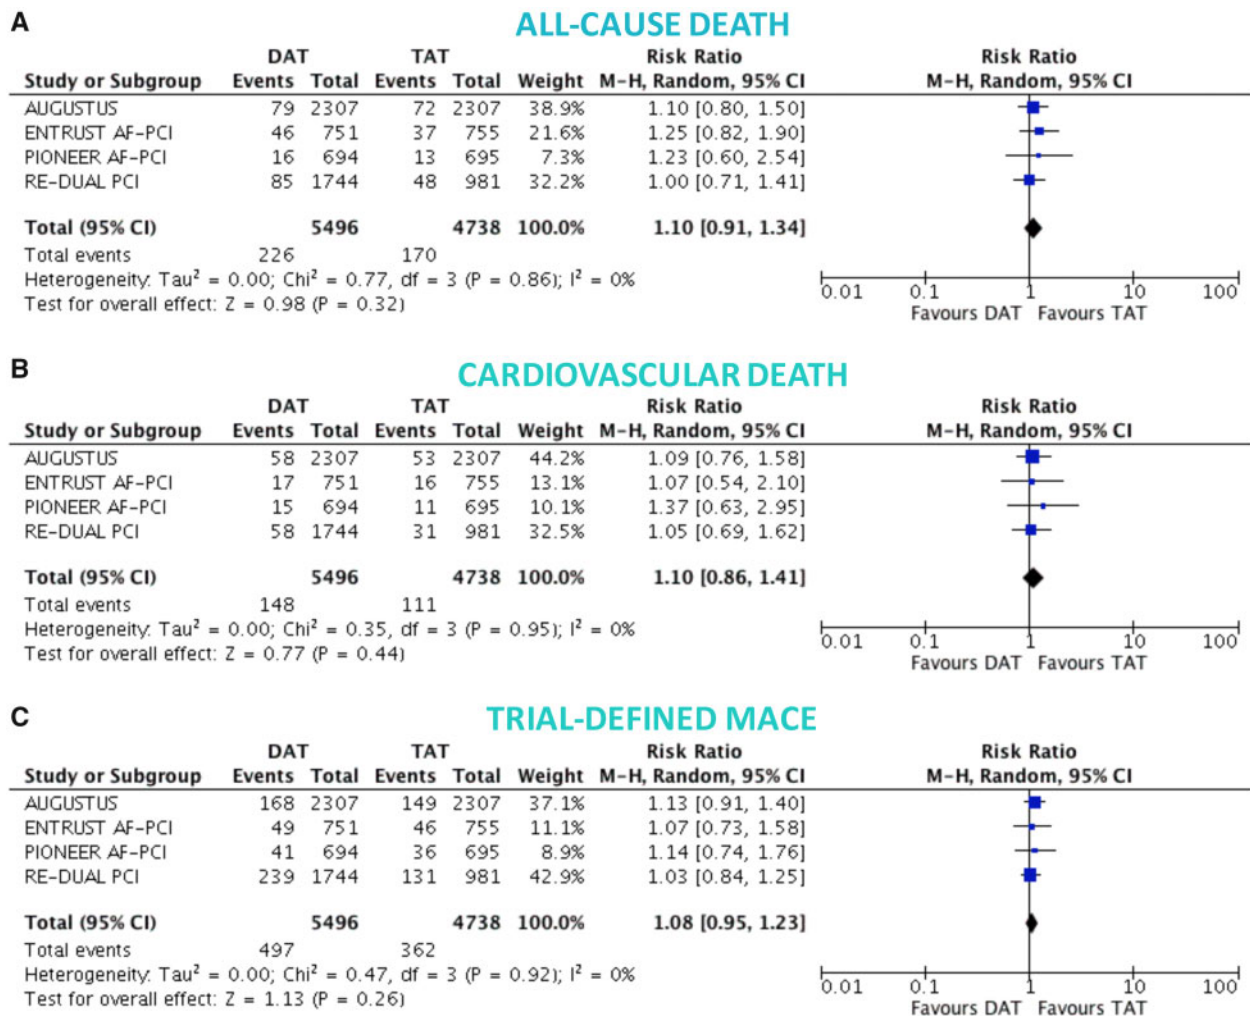 A
ALL-CAUSE DEATH
DAT TAT Risk Ratio Risk Ratio
Study or Subgroup Events Total Events Total Weight M-H, Random, 95% CI M-H, Random, 95% CI
AUGUSTUS 79 2307 72 2307 38.9% 1.10 [0.80, 1.50]
ENTRUST AF-PCI 46 751 37 755 21.6% 1.25 [0.82, 1.90]
PIONEER AF-PCI 16 694 13 695 7.3% 1.23 [0.60, 2.54]
RE-DUAL PCI 85 1744 48 981 32.2% 1.00 [0.71, 1.41]
Total (95% CI) 5496 4738 100.0% 1.10 [0.91, 1.34]
Total events 226 170
Heterogeneity: Tau² = 0.00; Chi² = 0.77, df = 3 (P = 0.86); I² = 0%
Test for overall effect: Z = 0.98 (P = 0.32)
0.01 0.1 1 10 100
Favours DAT Favours TAT
B
CARDIOVASCULAR DEATH
DAT TAT Risk Ratio Risk Ratio
Study or Subgroup Events Total Events Total Weight M-H, Random, 95% CI M-H, Random, 95% CI
AUGUSTUS 58 2307 53 2307 44.2% 1.09 [0.76, 1.58]
ENTRUST AF-PCI 17 751 16 755 13.1% 1.07 [0.54, 2.10]
PIONEER AF-PCI 15 694 11 695 10.1% 1.37 [0.63, 2.95]
RE-DUAL PCI 58 1744 31 981 32.5% 1.05 [0.69, 1.62]
Total (95% CI) 5496 4738 100.0% 1.10 [0.86, 1.41]
Total events 148 111
Heterogeneity: Tau² = 0.00; Chi² = 0.35, df = 3 (P = 0.95); I² = 0%
Test for overall effect: Z = 0.77 (P = 0.44)
0.01 0.1 1 10 100
Favours DAT Favours TAT
C
TRIAL-DEFINED MACE
DAT TAT Risk Ratio Risk Ratio
Study or Subgroup Events Total Events Total Weight M-H, Random, 95% CI M-H, Random, 95% CI
AUGUSTUS 168 2307 149 2307 37.1% 1.13 [0.91, 1.40]
ENTRUST AF-PCI 49 751 46 755 11.1% 1.07 [0.73, 1.58]
PIONEER AF-PCI 41 694 36 695 8.9% 1.14 [0.74, 1.76]
RE-DUAL PCI 239 1744 131 981 42.9% 1.03 [0.84, 1.25]
Total (95% CI) 5496 4738 100.0% 1.08 [0.95, 1.23]
Total events 497 362
Heterogeneity: Tau² = 0.00; Chi² = 0.47, df = 3 (P = 0.92); I² = 0%
Test for overall effect: Z = 1.13 (P = 0.26)
0.01 0.1 1 10 100
Favours DAT Favours TAT